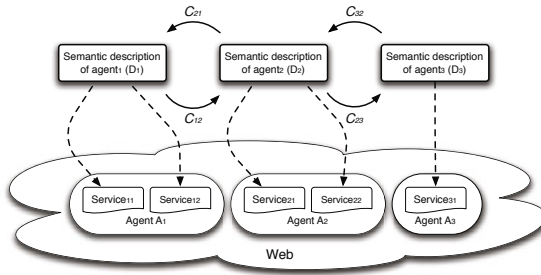 C21
C32
Semantic description
of agent1 (D1)
Semantic description
of agent2 (D2)
Semantic description
of agent3 (D3)
C12
C23
Service11
Service12
Service21
Service22
Service31
Agent A1
Agent A2
Agent A3
Web